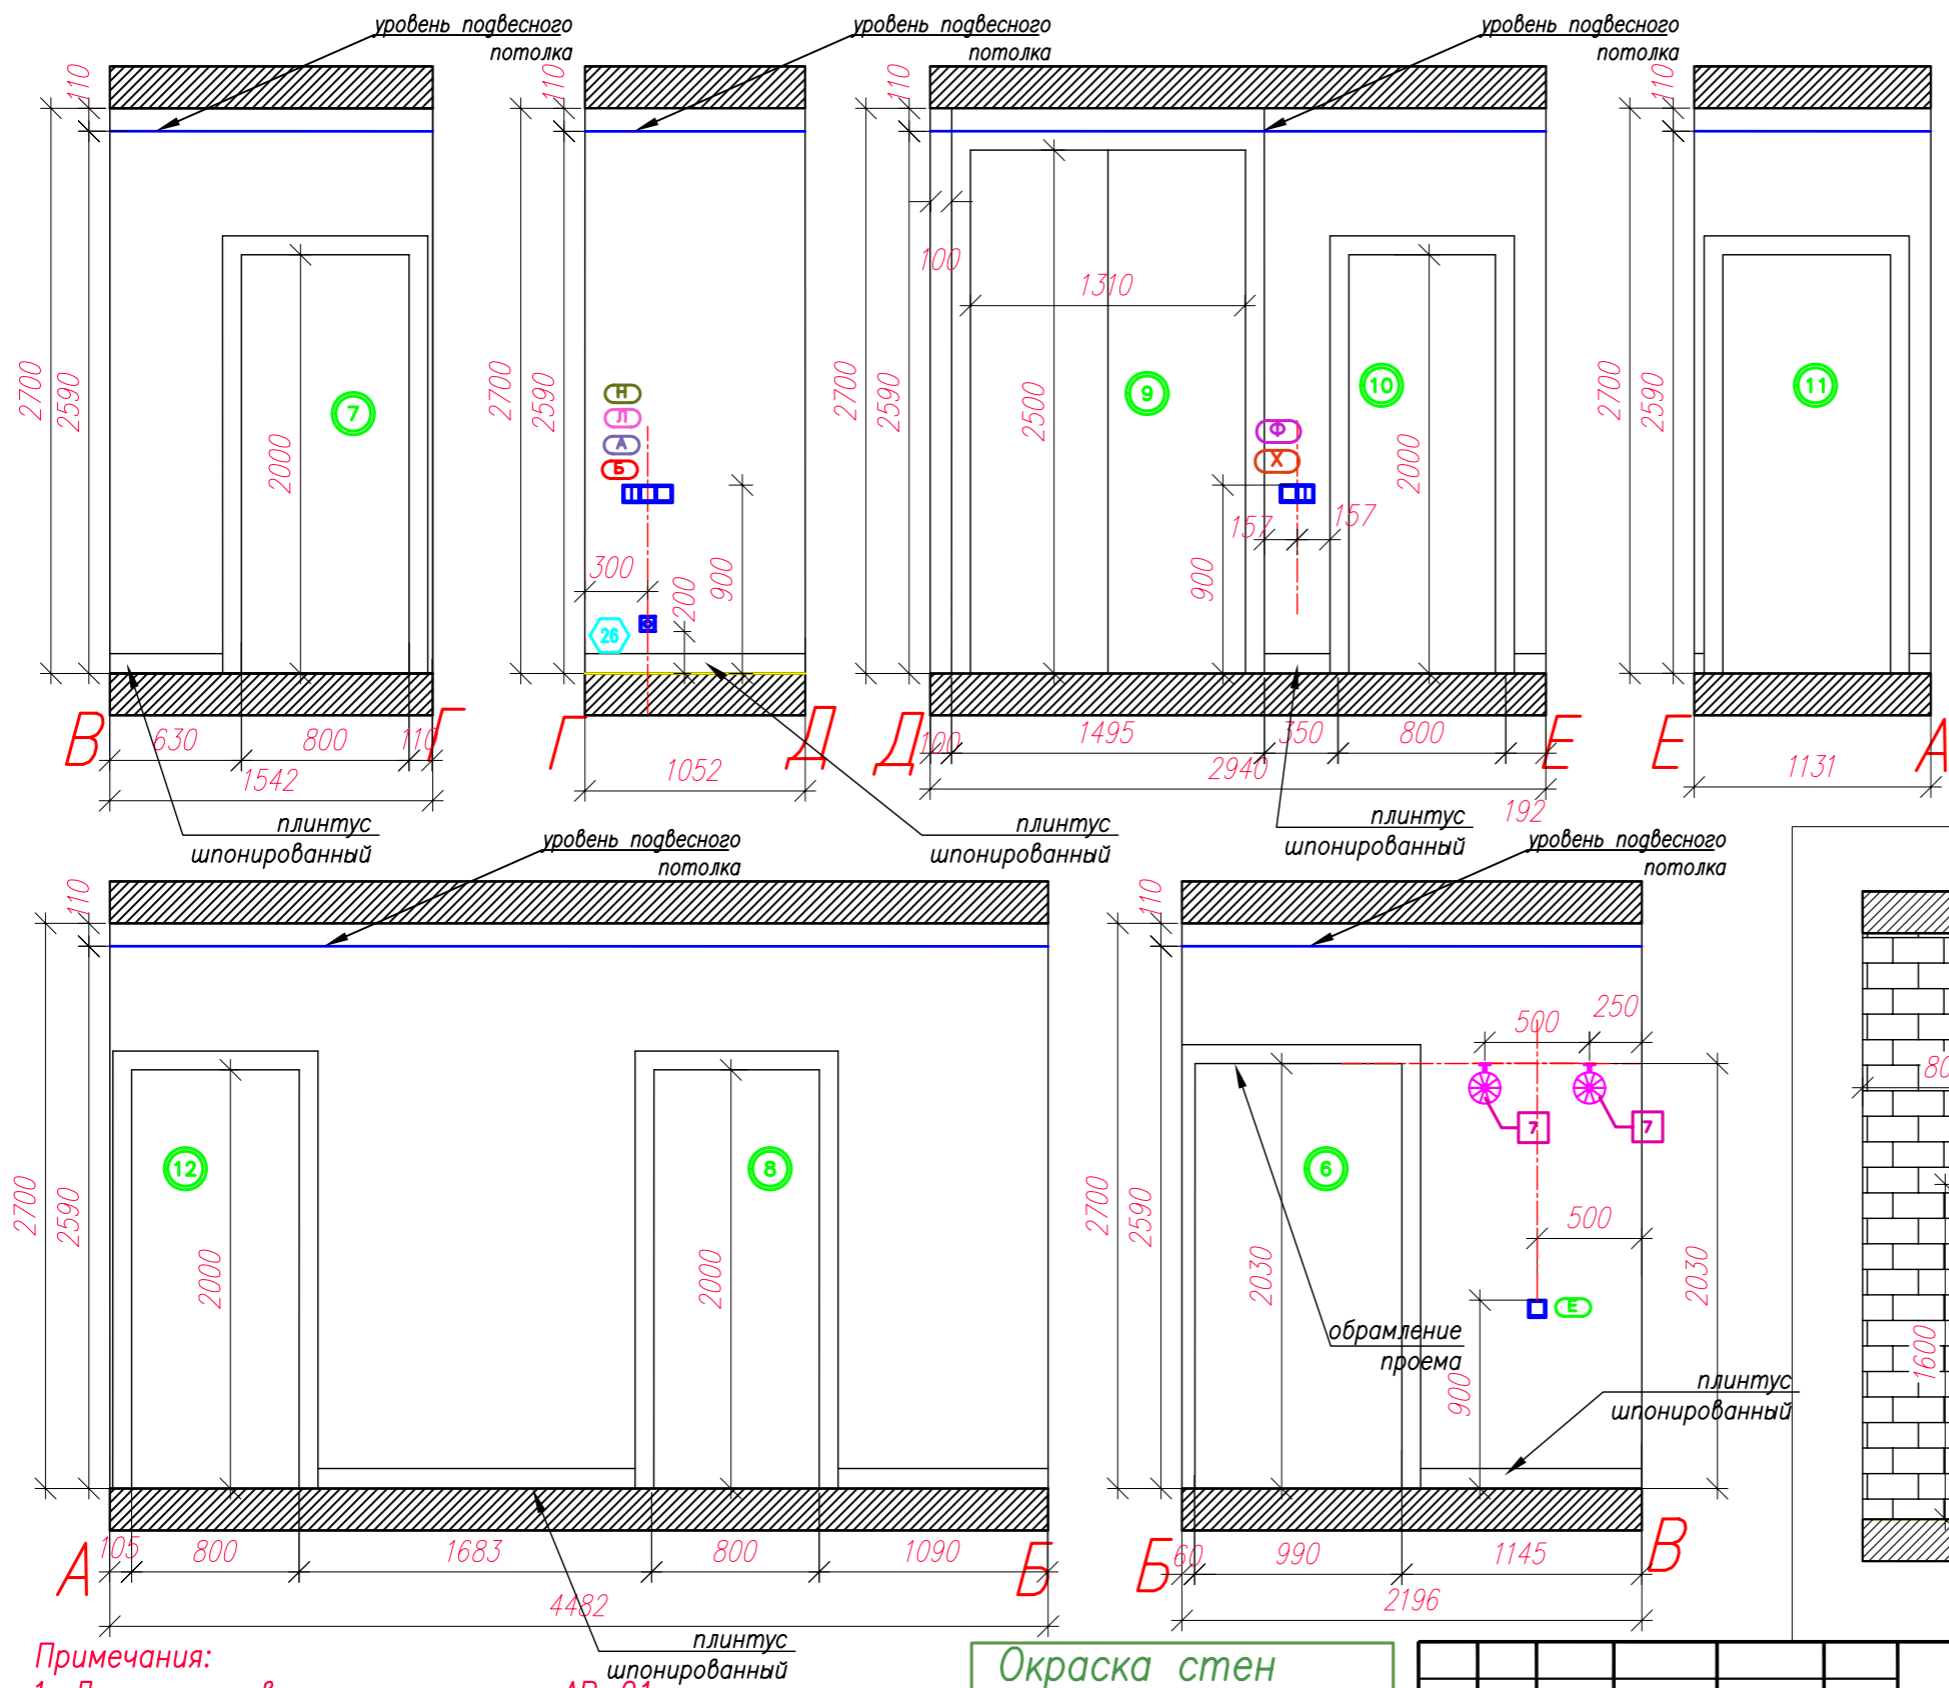 уровень подвесного
потолка
уровень подвесного
потолка
уровень подвесного
потолка
110
110
110
110
2700
2590
2000
7
2700
2590
Н
Л
А
Б
300
26
200
900
2700
2590
100
1310
2500
9
10
Ф
Х
157
157
900
2000
2700
2590
11
В
630
800
110
Г
1542
Г
1052
Д
Д
100
1495
350
800
Е
2940
192
Е
1131
А
плинтус
шпонированный
плинтус
шпонированный
плинтус
шпонированный
уровень подвесного
потолка
уровень подвесного
потолка
110
110
2700
2590
12
2000
8
2000
2700
2590
6
2030
500
250
7
7
500
2030
Е
900
обрамление
проема
плинтус
шпонированный
80
1600
А
105
800
1683
800
1090
Б
4482
Б
60
990
1145
В
2196
плинтус
шпонированный
Примечания:
Окраска стен